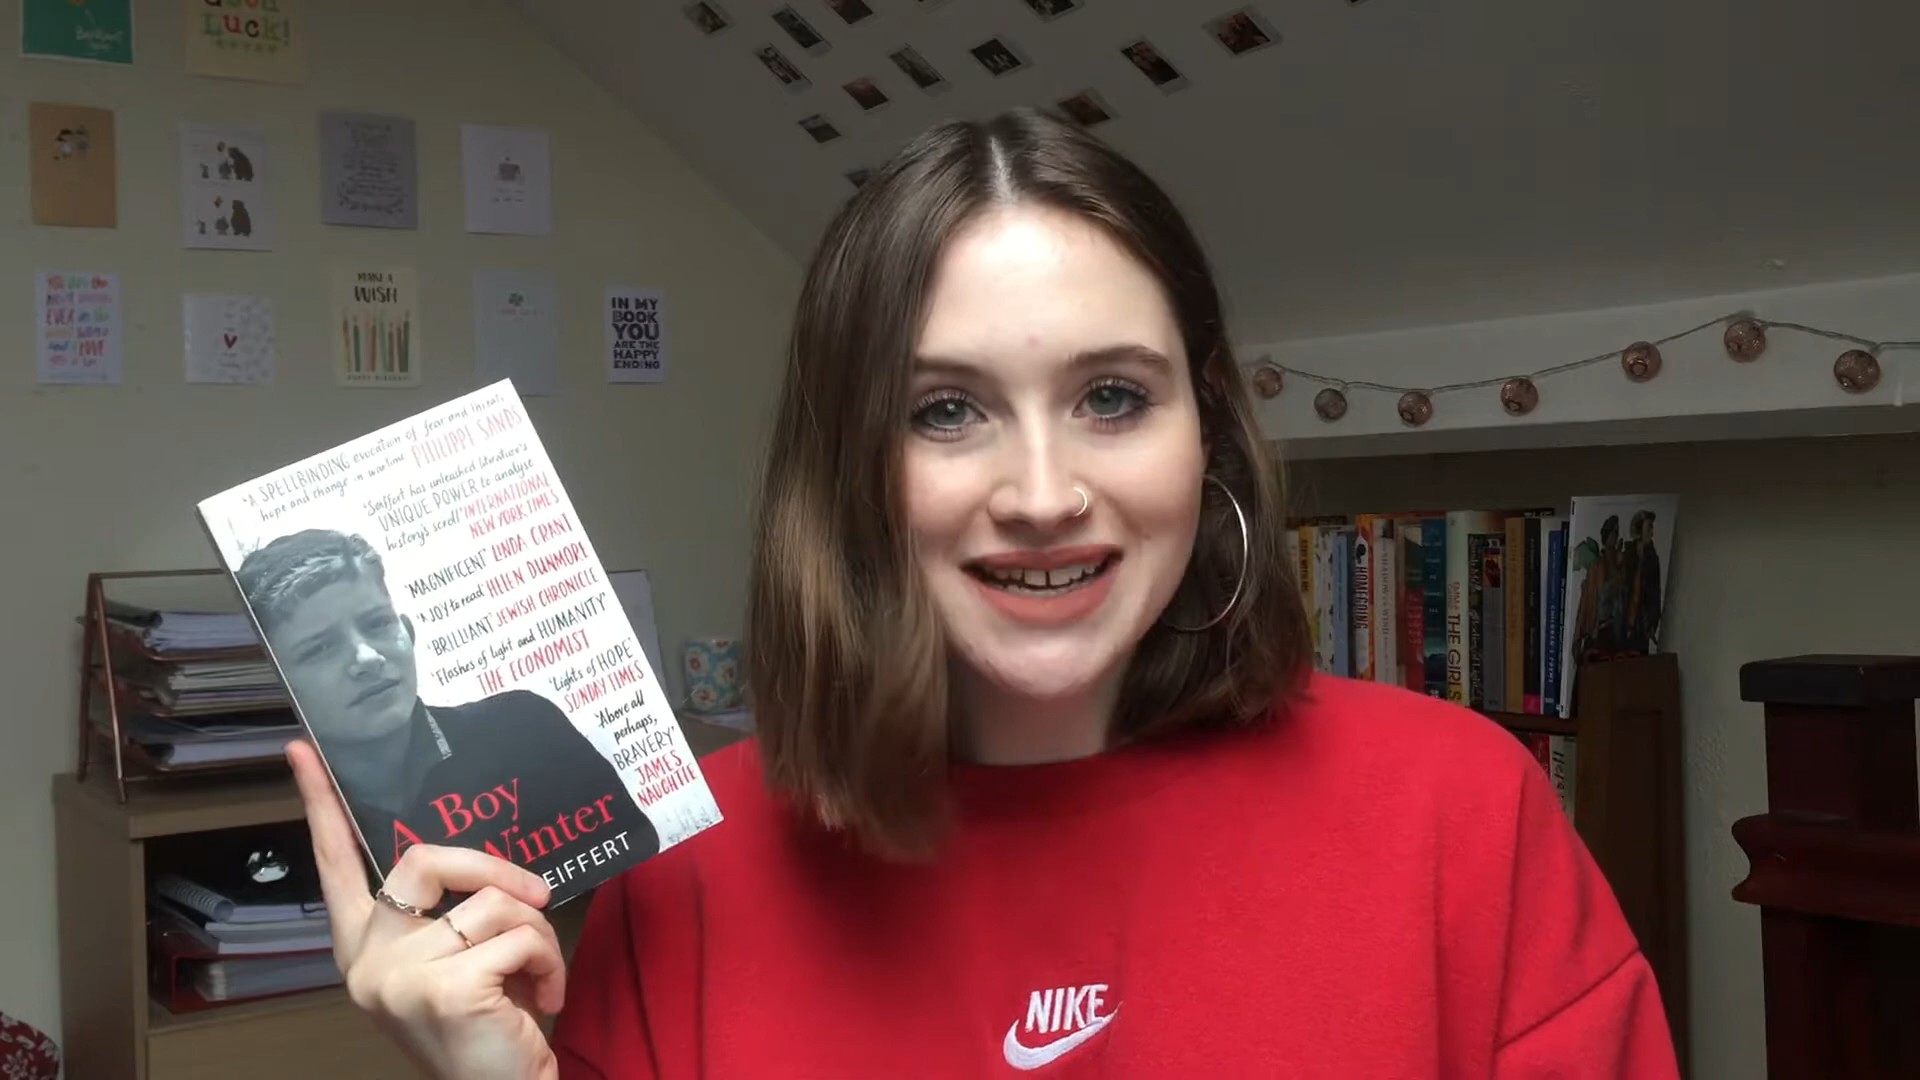 GOOD
LUCK!
Brilliant
MAKE A
WISH
IN MY
BOOK
YOU
ARE THE
HAPPY
ENDING
'A SPELLBINDING evocation of fear and threat,
hope and change in wartime PHILIPPE SANDS
'Seiffert has unleashed literature's
UNIQUE POWER to analyse
history's scroll' INTERNATIONAL
NEW YORK TIMES
'MAGNIFICENT' LINDA GRANT
'A JOY to read' HELEN DUNMORE
'BRILLIANT' JEWISH CHRONICLE
'Flashes of light and HUMANITY'
THE ECONOMIST
'Lights of HOPE'
SUNDAY TIMES
'Above all
perhaps,
BRAVERY'
JAMES
NAUGHTIE
A Boy
Winter
EIFFERT
NIKE
HOMEGOING
THE GIRLS